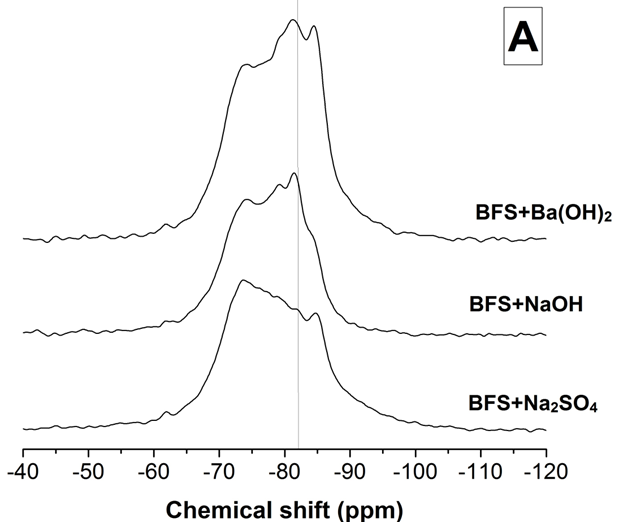 A
BFS+Ba(OH)₂
BFS+NaOH
BFS+Na₂SO₄
-40 -50 -60 -70 -80 -90 -100 -110 -120
Chemical shift (ppm)